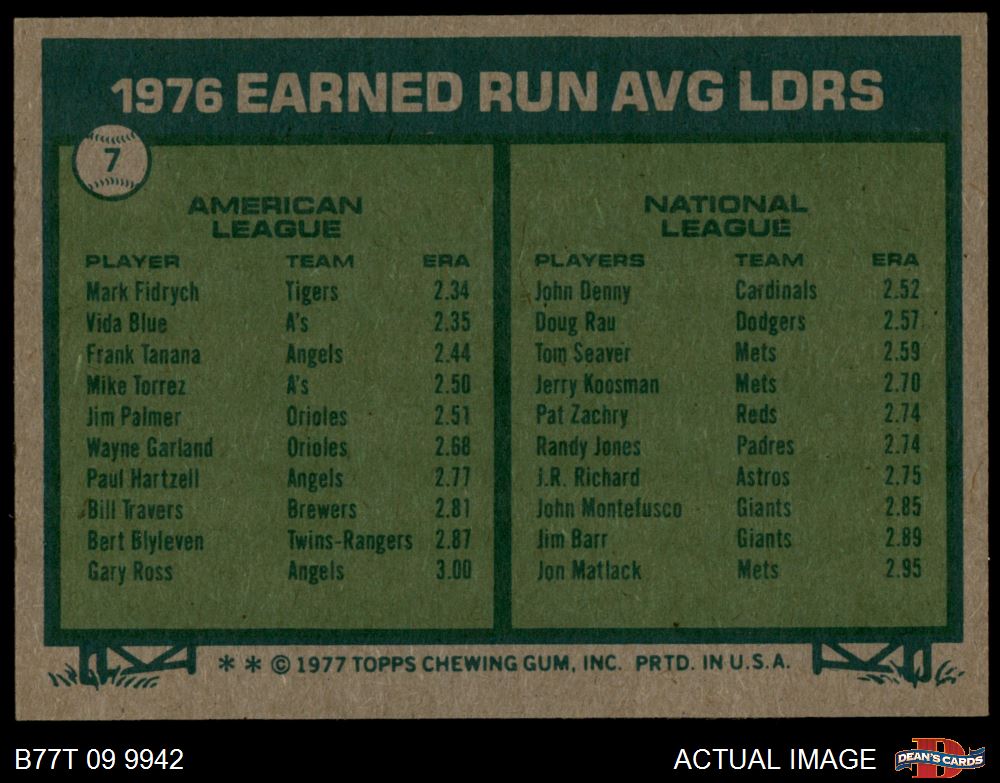 1976 EARNED RUN AVG LDRS
7
AMERICAN
LEAGUE
PLAYER TEAM ERA
Mark Fidrych Tigers 2.34
Vida Blue A's 2.35
Frank Tanana Angels 2.44
Mike Torrez A's 2.50
Jim Palmer Orioles 2.51
Wayne Garland Orioles 2.68
Paul Hartzell Angels 2.77
Bill Travers Brewers 2.81
Bert Blyleven Twins-Rangers 2.87
Gary Ross Angels 3.00
NATIONAL
LEAGUE
PLAYERS TEAM ERA
John Denny Cardinals 2.52
Doug Rau Dodgers 2.57
Tom Seaver Mets 2.59
Jerry Koosman Mets 2.70
Pat Zachry Reds 2.74
Randy Jones Padres 2.74
J.R. Richard Astros 2.75
John Montefusco Giants 2.85
Jim Barr Giants 2.89
Jon Matlack Mets 2.95
* * © 1977 TOPPS CHEWING GUM, INC. PRTD. IN U.S.A.
B77T 09 9942
ACTUAL IMAGE
D
DEAN'S CARDS